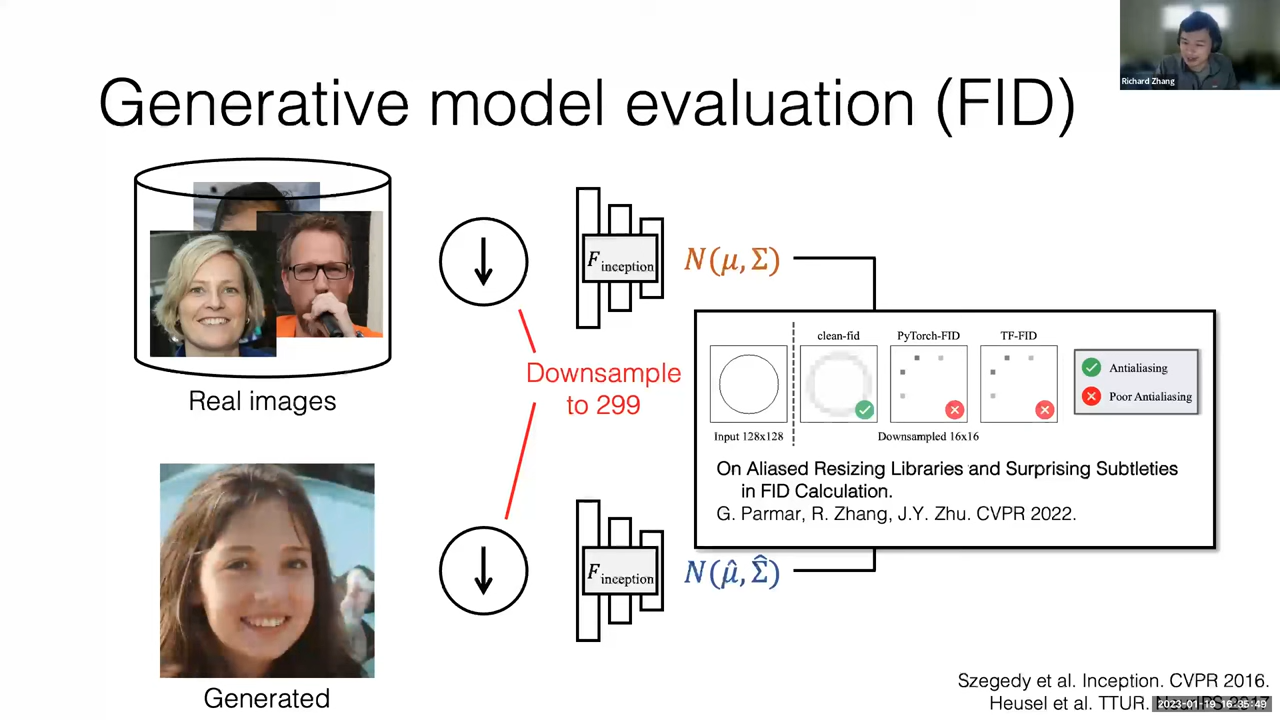 Richard Zhang
Generative model evaluation (FID)
Real images
Downsample
to 299
F inception
N(μ, Σ)
clean-fid
PyTorch-FID
TF-FID
Antialiasing
Poor Antialiasing
Input 128x128
Downsampled 16x16
On Aliased Resizing Libraries and Surprising Subtleties
in FID Calculation.
G. Parmar, R. Zhang, J.Y. Zhu. CVPR 2022.
F inception
N(μ̂, Σ̂)
Generated
Szegedy et al. Inception. CVPR 2016.
Heusel et al. TTUR.
2023-01-19 16:35:49